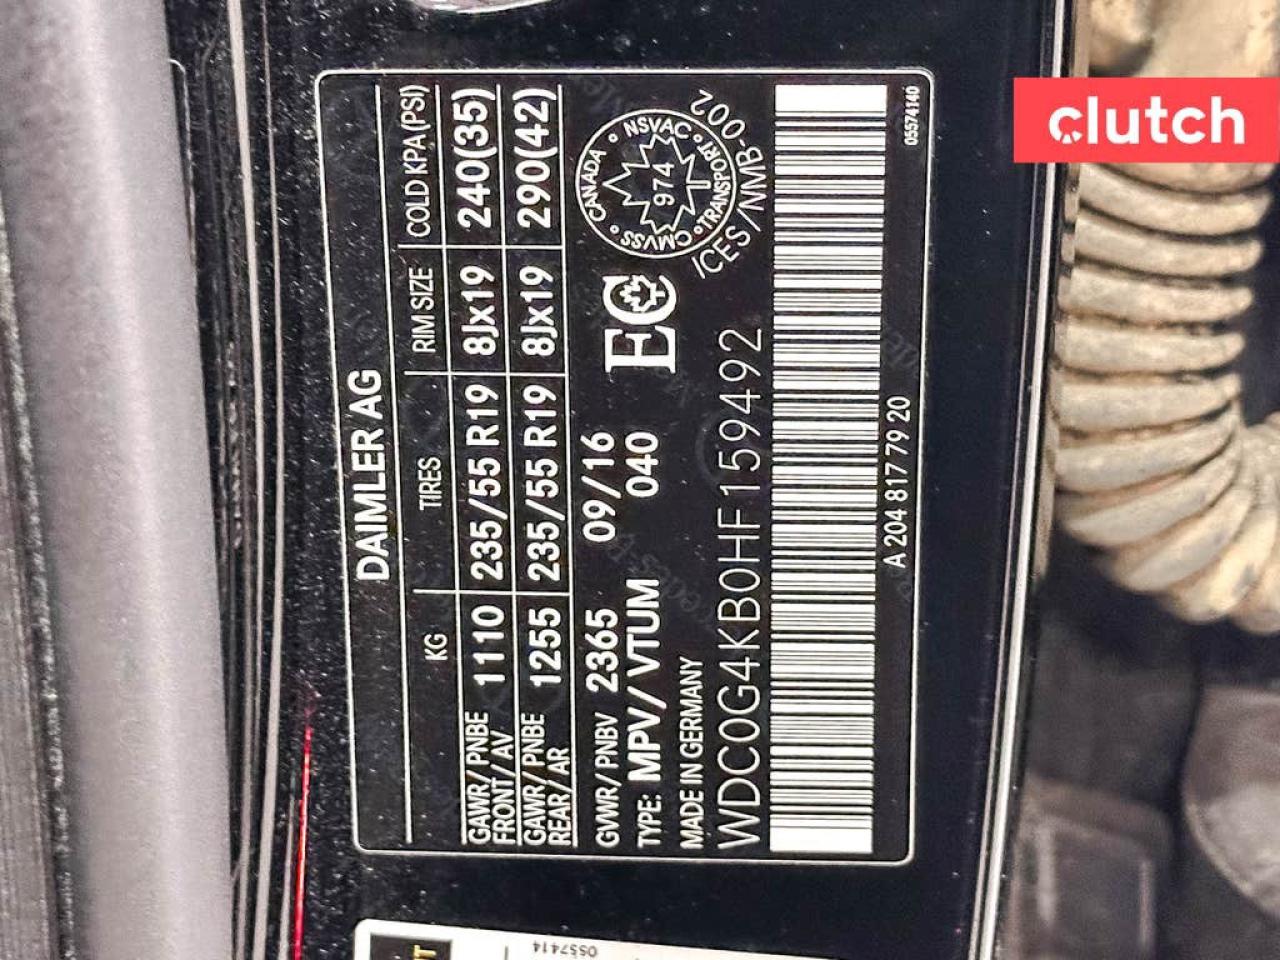 clutch
DAIMLER AG
KG TIRES RIM SIZE COLD KPA(PSI)
GAWR/PNBE 1110 235/55 R19 8Jx19 240(35)
FRONT/AV
GAWR/PNBE 1255 235/55 R19 8Jx19 290(42)
REAR/AR
GVWR/PNBV 2365 09/16
TYPE: MPV/VTUM 040 EC
MADE IN GERMANY
CANADA NSVAC TRANSPORT CMVSS
974
ICES/NMB-002
WDC0G4KB0HF159492
A 204 817 79 20
05574140
0557414